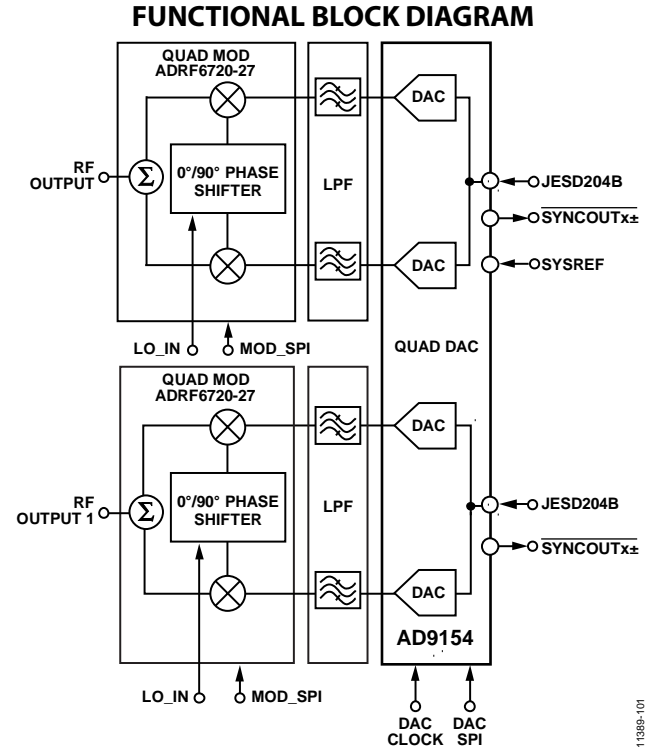 FUNCTIONAL BLOCK DIAGRAM
QUAD MOD
ADRF6720-27
DAC
RF
OUTPUT
Σ
0°/90° PHASE
SHIFTER
LPF
JESD204B
SYNCOUTx±
DAC
SYSREF
LO_IN
MOD_SPI
QUAD DAC
QUAD MOD
ADRF6720-27
DAC
RF
OUTPUT 1
Σ
0°/90° PHASE
SHIFTER
LPF
JESD204B
SYNCOUTx±
DAC
AD9154
LO_IN
MOD_SPI
DAC
CLOCK
DAC
SPI
11389-101